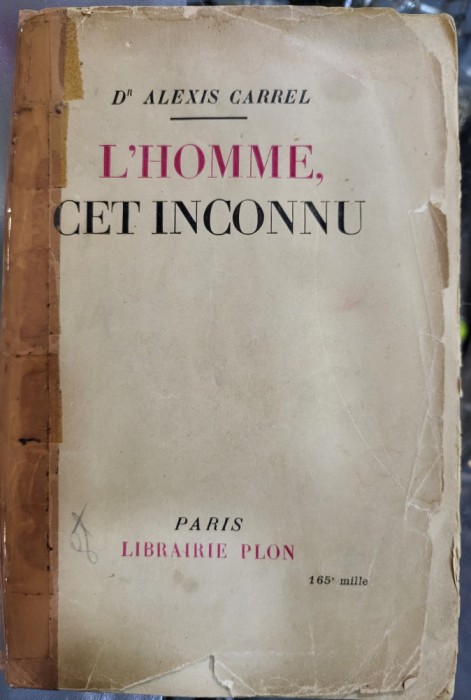 Dᴿ ALEXIS CARREL
L'HOMME,
CET INCONNU
PARIS
LIBRAIRIE PLON
165ᵉ mille